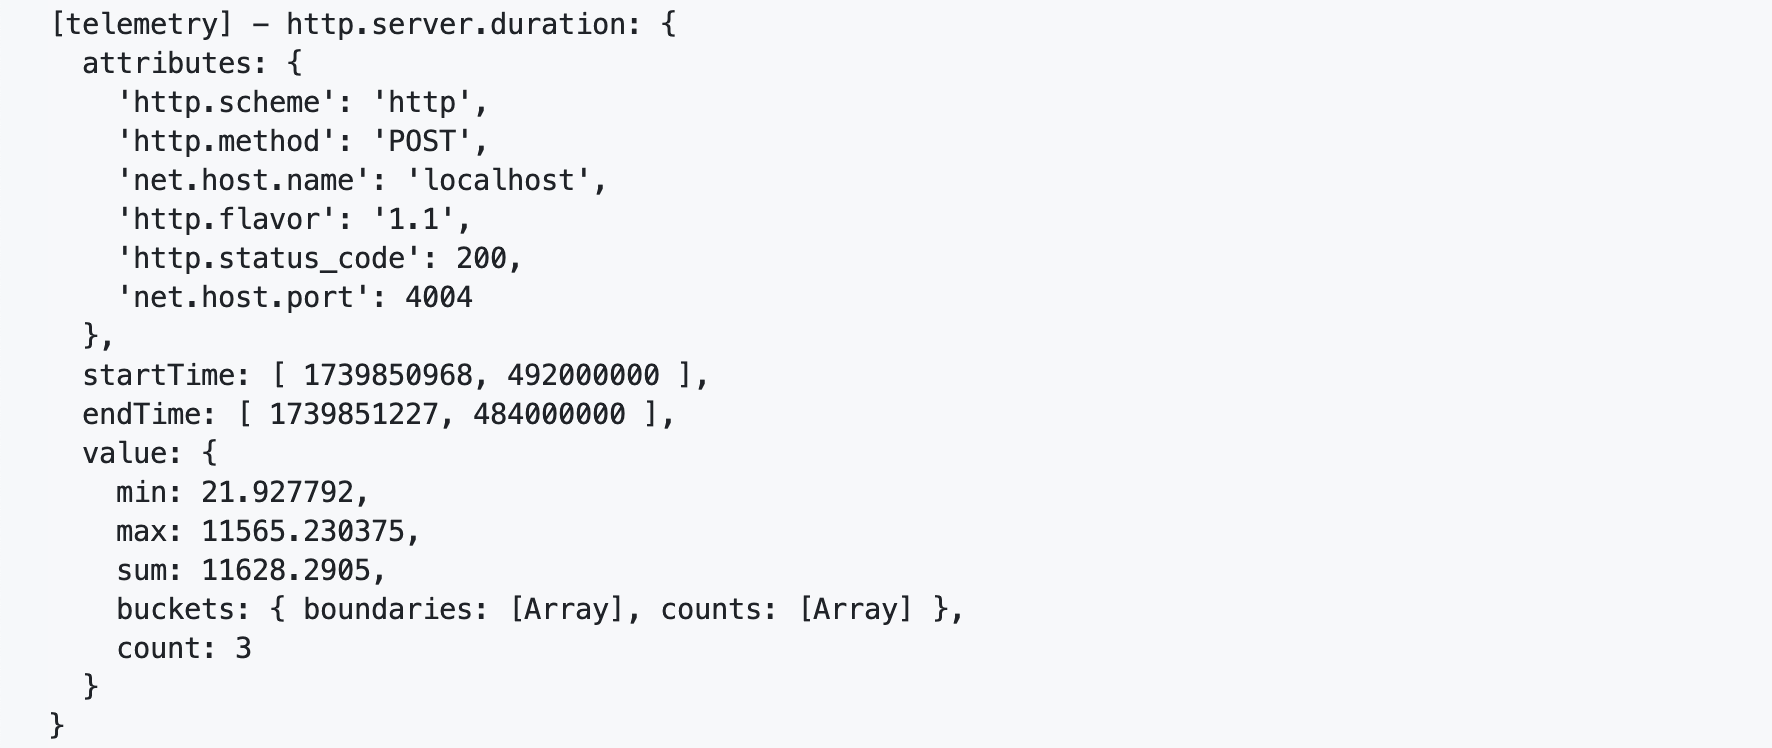 [telemetry] – http.server.duration: {
  attributes: {
    'http.scheme': 'http',
    'http.method': 'POST',
    'net.host.name': 'localhost',
    'http.flavor': '1.1',
    'http.status_code': 200,
    'net.host.port': 4004
  },
  startTime: [ 1739850968, 492000000 ],
  endTime: [ 1739851227, 484000000 ],
  value: {
    min: 21.927792,
    max: 11565.230375,
    sum: 11628.2905,
    buckets: { boundaries: [Array], counts: [Array] },
    count: 3
  }
}